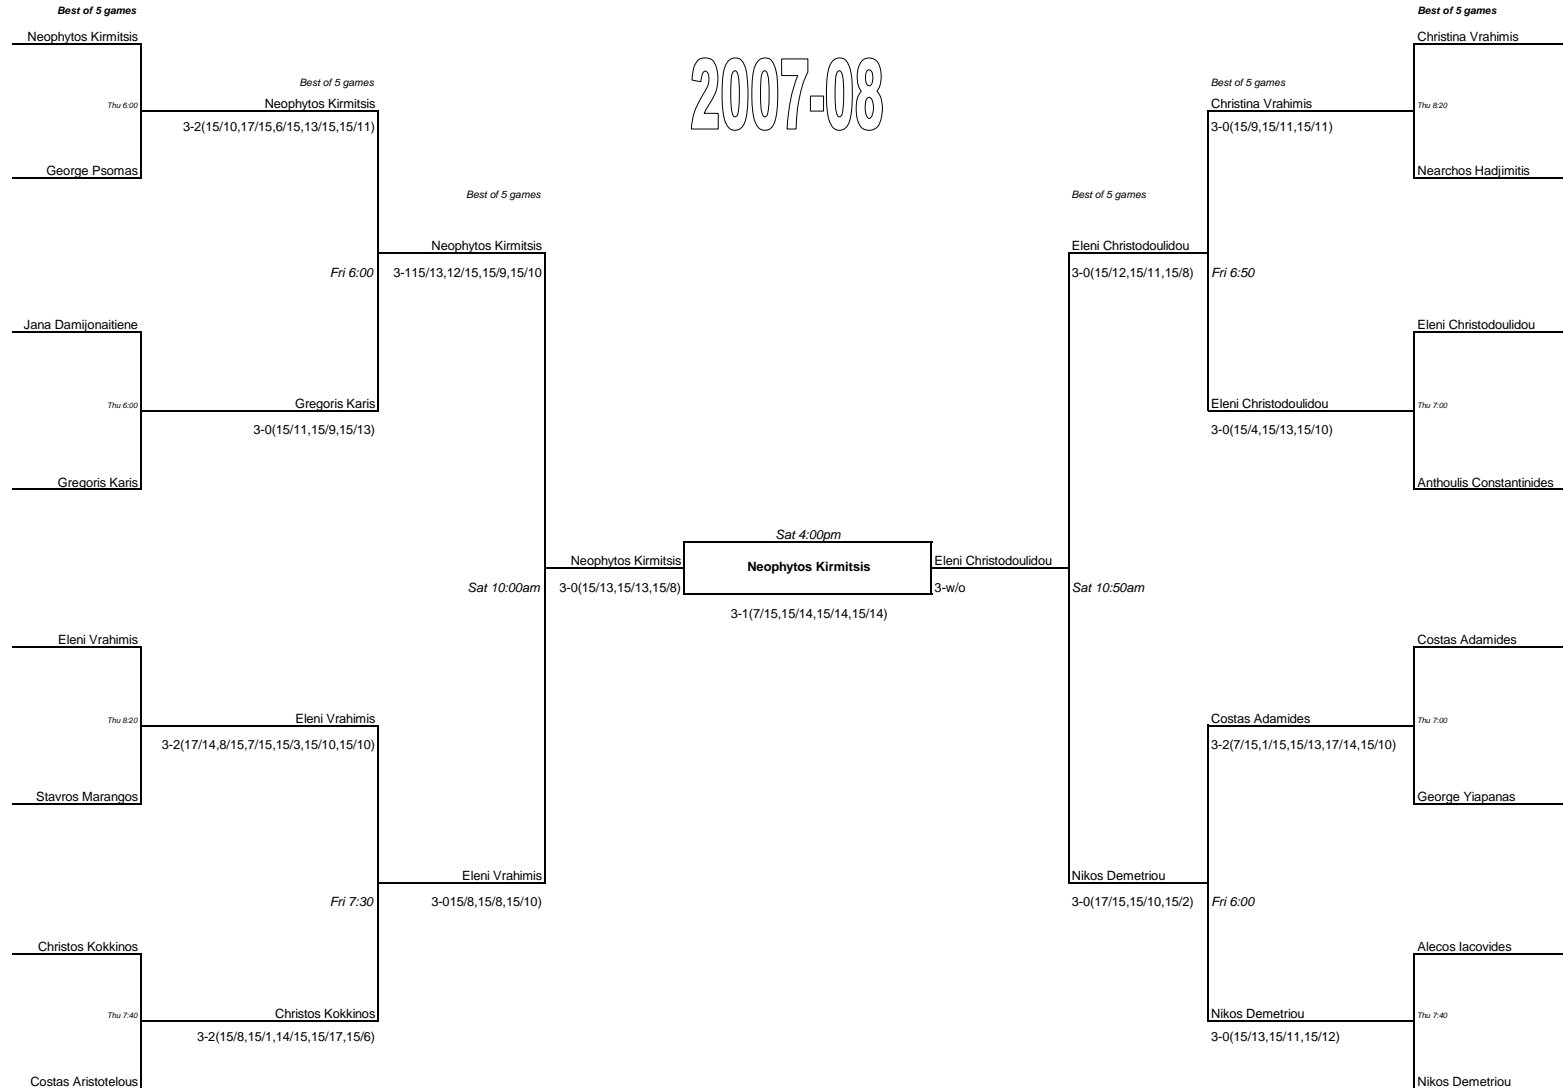 Best of 5 games
Best of 5 games
Neophytos Kirmitsis
Christina Vrahimis
2007-08
Best of 5 games
Best of 5 games
Thu 6:00
Neophytos Kirmitsis
Christina Vrahimis
Thu 8:20
3-2(15/10,17/15,6/15,13/15,15/11)
3-0(15/9,15/11,15/11)
George Psomas
Nearchos Hadjimitis
Best of 5 games
Best of 5 games
Neophytos Kirmitsis
Eleni Christodoulidou
Fri 6:00
3-115/13,12/15,15/9,15/10
3-0(15/12,15/11,15/8)
Fri 6:50
Jana Damijonaitiene
Eleni Christodoulidou
Thu 6:00
Gregoris Karis
Eleni Christodoulidou
Thu 7:00
3-0(15/11,15/9,15/13)
3-0(15/4,15/13,15/10)
Gregoris Karis
Anthoulis Constantinides
Sat 4:00pm
Neophytos Kirmitsis
Neophytos Kirmitsis
Eleni Christodoulidou
Sat 10:00am
3-0(15/13,15/13,15/8)
3-w/o
Sat 10:50am
3-1(7/15,15/14,15/14,15/14)
Eleni Vrahimis
Costas Adamides
Thu 8:20
Eleni Vrahimis
Costas Adamides
Thu 7:00
3-2(17/14,8/15,7/15,15/3,15/10,15/10)
3-2(7/15,1/15,15/13,17/14,15/10)
Stavros Marangos
George Yiapanas
Eleni Vrahimis
Nikos Demetriou
Fri 7:30
3-015/8,15/8,15/10)
3-0(17/15,15/10,15/2)
Fri 6:00
Christos Kokkinos
Alecos Iacovides
Thu 7:40
Christos Kokkinos
Nikos Demetriou
Thu 7:40
3-2(15/8,15/1,14/15,15/17,15/6)
3-0(15/13,15/11,15/12)
Costas Aristotelous
Nikos Demetriou